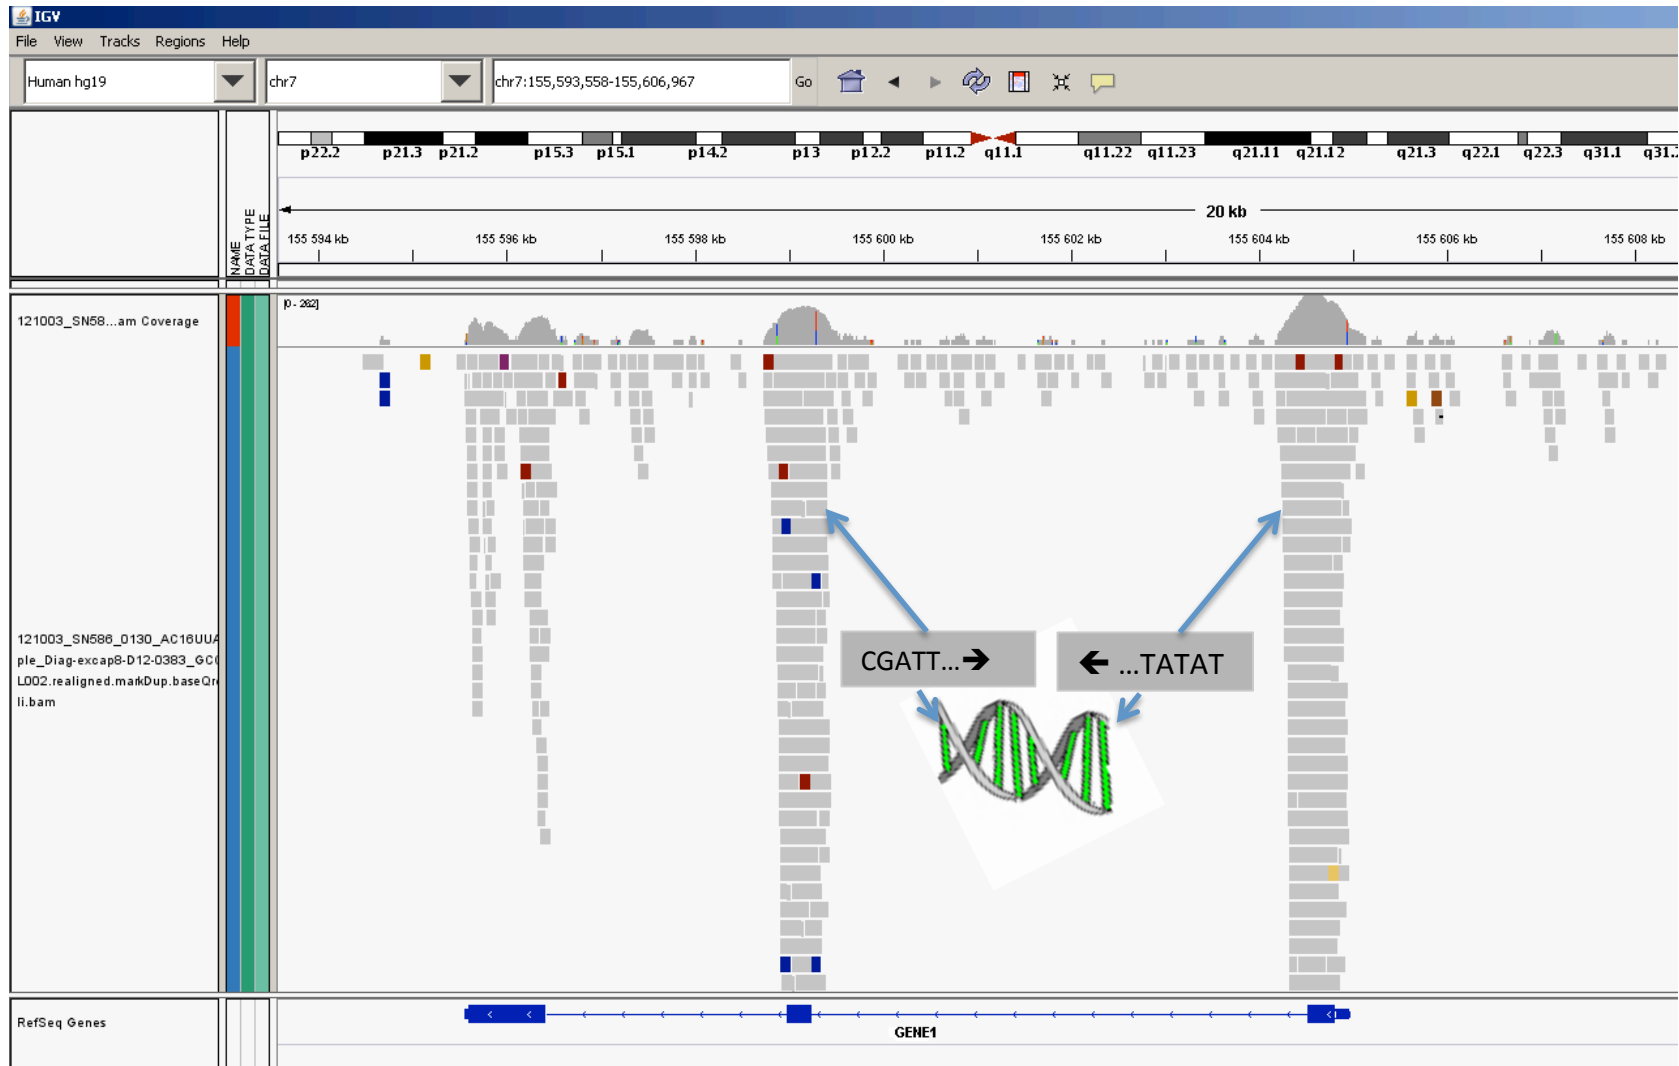 IGV
File View Tracks Regions Help
Human hg19 chr7 chr7:155,593,558-155,606,967 Go
p22.2 p21.3 p21.2 p15.3 p15.1 p14.2 p13 p12.2 p11.2 q11.1 q11.22 q11.23 q21.11 q21.12 q21.3 q22.1 q22.3 q31.1 q31.2
20 kb
155 594 kb 155 596 kb 155 598 kb 155 600 kb 155 602 kb 155 604 kb 155 606 kb 155 608 kb
NAME
DATA TYPE
DATA FILE
[0 - 262]
121003_SN58...am Coverage
CGATT...➔ ← ...TATAT
121003_SN586_0130_AC16UUA
ple_Diag-excap8-D12-0383_GC
L002.realigned.markDup.baseQr
li.bam
RefSeq Genes
GENE1